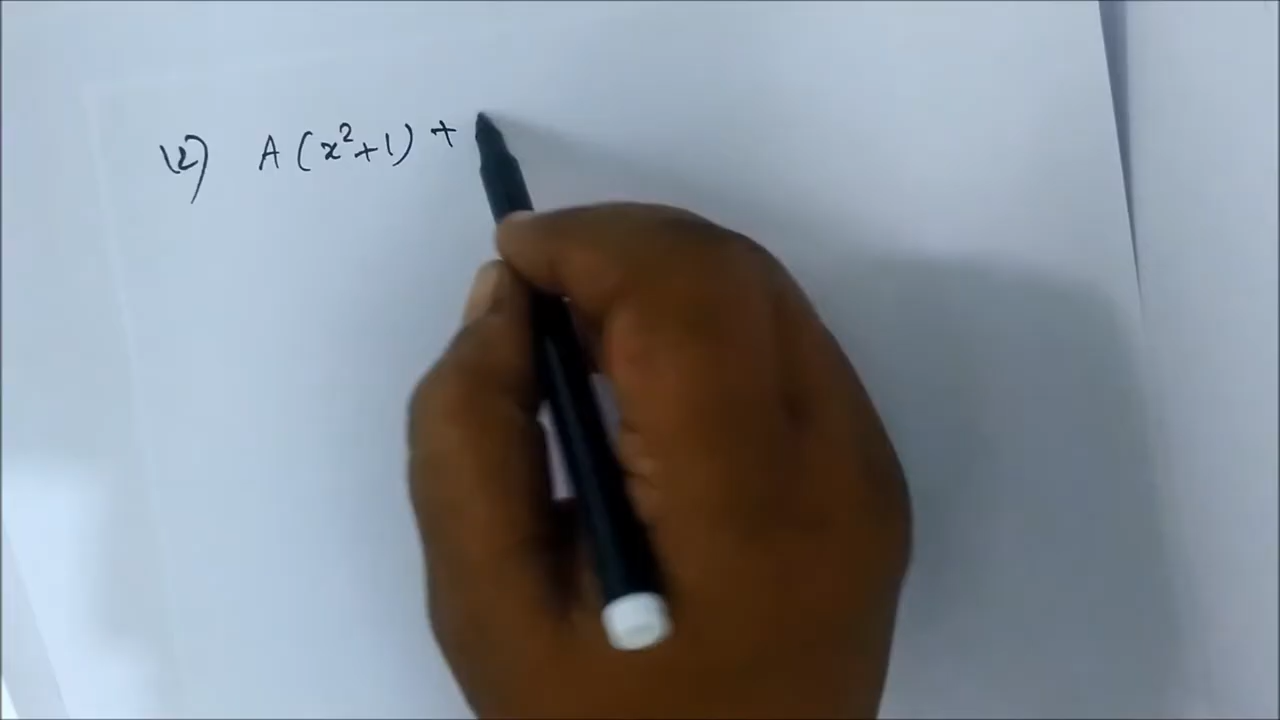 12) A(x²+1) +